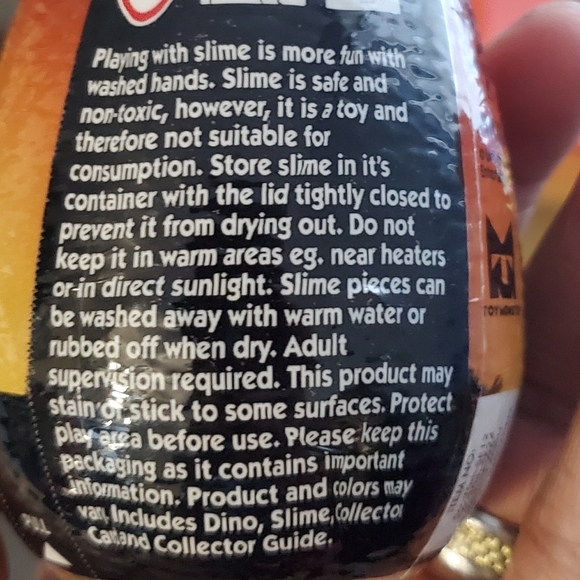 Playing with slime is more fun with
washed hands. Slime is safe and
non-toxic, however, it is a toy and
therefore not suitable for
consumption. Store slime in it's
container with the lid tightly closed to
prevent it from drying out. Do not
keep it in warm areas eg. near heaters
or in direct sunlight. Slime pieces can
be washed away with warm water or
rubbed off when dry. Adult
supervision required. This product may
stain or stick to some surfaces. Protect
play area before use. Please keep this
packaging as it contains important
information. Product and colors may
vary. Includes Dino, Slime, Collector
Card and Collector Guide.
PULL